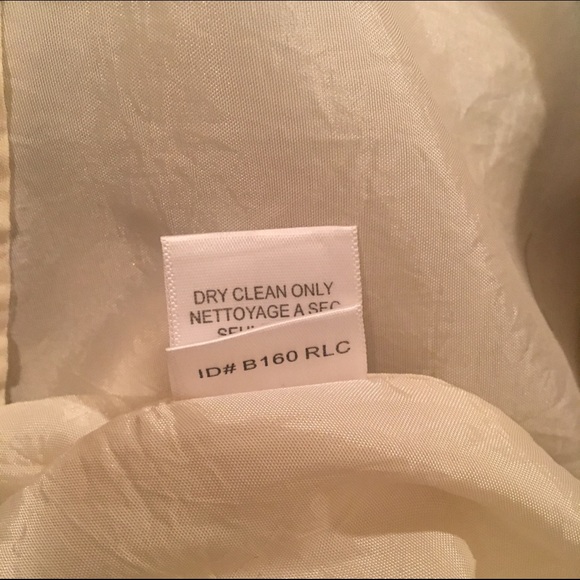 DRY CLEAN ONLY
NETTOYAGE A SEC
ID# B160 RLC